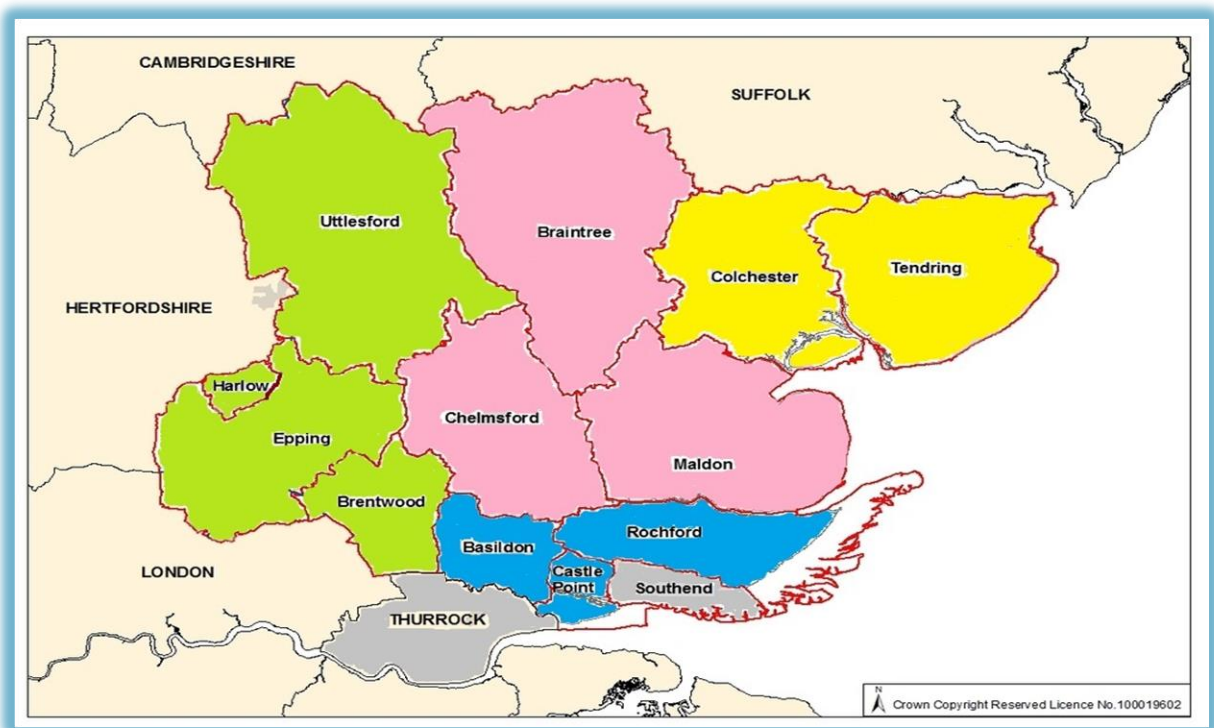 CAMBRIDGESHIRE
SUFFOLK
Uttlesford
Braintree
Colchester
Tendring
HERTFORDSHIRE
Harlow
Chelmsford
Epping
Maldon
Brentwood
Rochford
Basildon
LONDON
Castle
Point
Southend
THURROCK
N
Crown Copyright Reserved Licence No.100019602